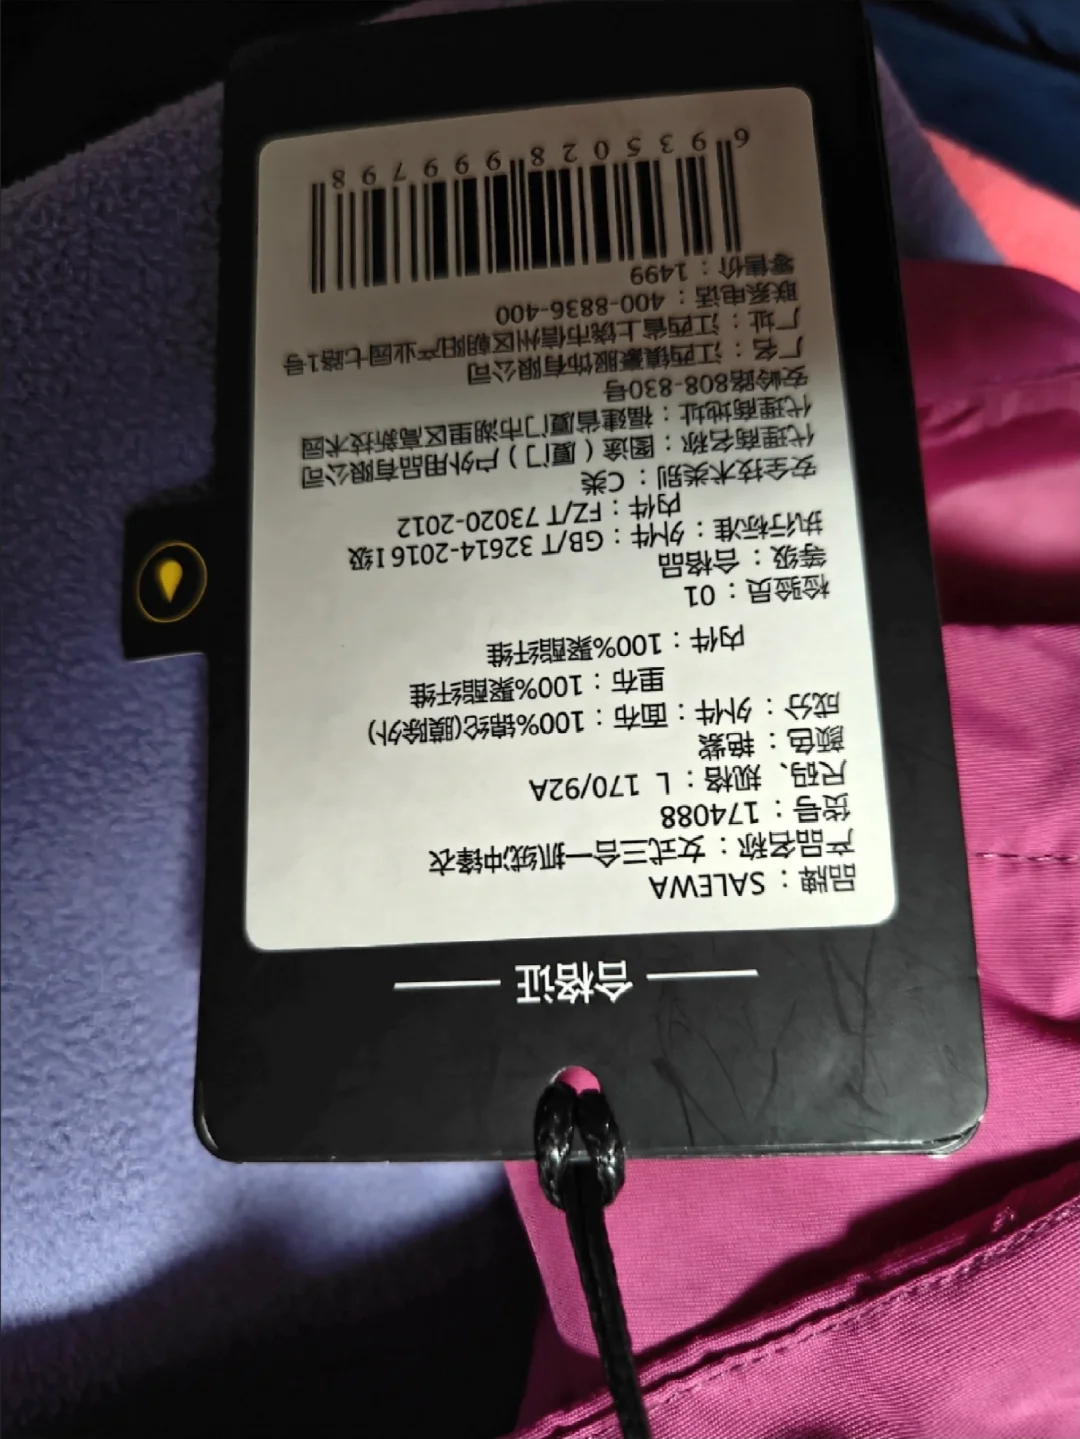 合格证
品牌：SALEWA
产品名称：女式三合一抓绒冲锋衣
货号：174088
尺码、规格：L 170/92A
颜色：艳紫
成分：外件：面布：100%锦纶(膜除外)
里布：100%聚酯纤维
内件：100%聚酯纤维
检验员：01
等级：合格品
执行标准：外件：GB/T 32614-2016 I级
内件：FZ/T 73020-2012
安全技术类别：C类
代理商名称：图途（厦门）户外用品有限公司
代理商地址：福建省厦门市湖里区高新技术园
安岭路808-830号
厂名：江西镇豪服饰有限公司
厂址：江西省上饶市信州区朝阳产业园七路1号
联系电话：400-8836-400
零售价：1499
6935028999798